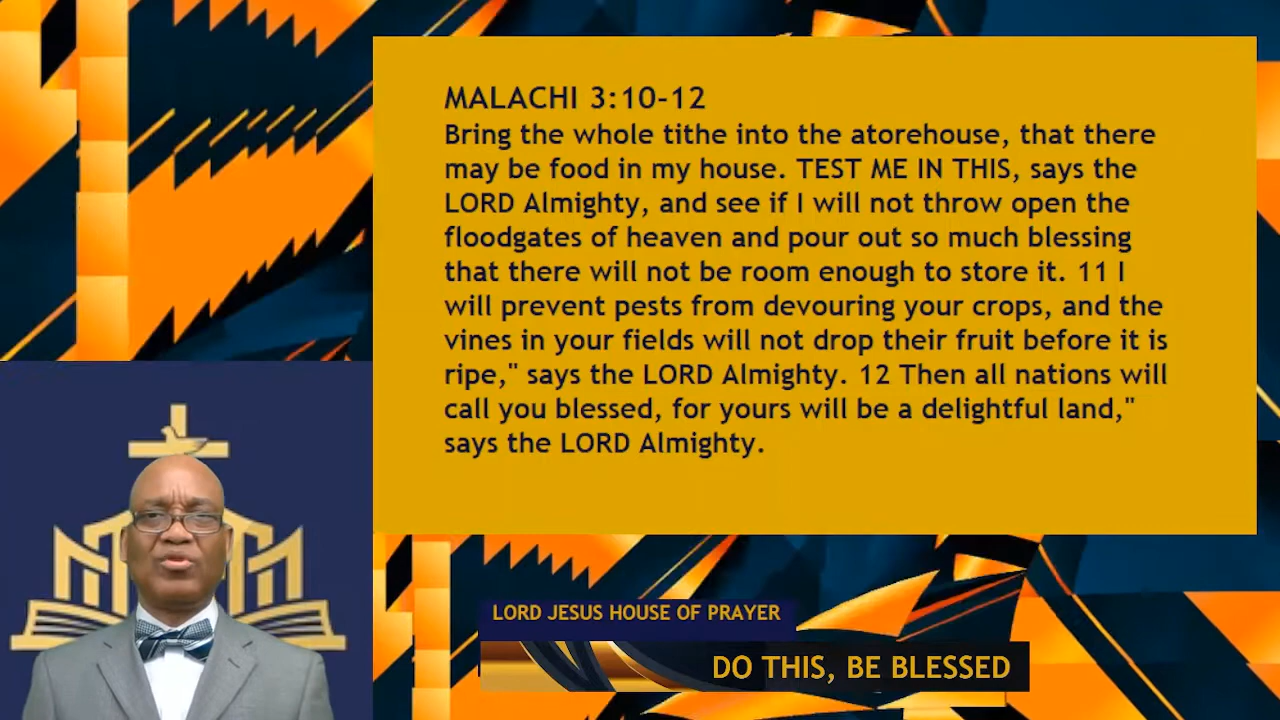 MALACHI 3:10-12
Bring the whole tithe into the atorehouse, that there
may be food in my house. TEST ME IN THIS, says the
LORD Almighty, and see if I will not throw open the
floodgates of heaven and pour out so much blessing
that there will not be room enough to store it. 11 I
will prevent pests from devouring your crops, and the
vines in your fields will not drop their fruit before it is
ripe," says the LORD Almighty. 12 Then all nations will
call you blessed, for yours will be a delightful land,"
says the LORD Almighty.
LORD JESUS HOUSE OF PRAYER
DO THIS, BE BLESSED